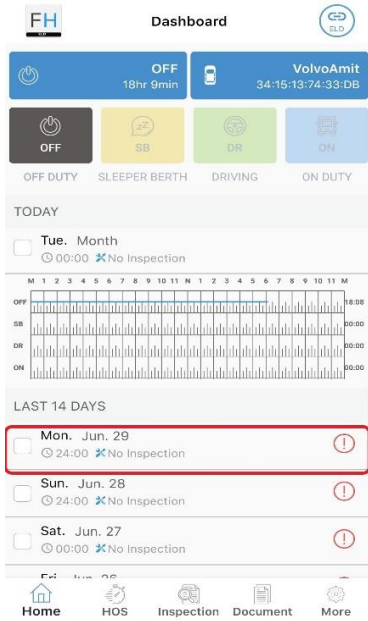 FH
Dashboard
ELD
OFF
18hr 9min
VolvoAmit
34:15:13:74:33:DB
OFF
SB
DR
ON
OFF DUTY
SLEEPER BERTH
DRIVING
ON DUTY
TODAY
Tue. Month
00:00 No Inspection
M 1 2 3 4 5 6 7 8 9 10 11 N 1 2 3 4 5 6 7 8 9 10 11 M
OFF 18:08
SB 00:00
DR 00:00
ON 00:00
LAST 14 DAYS
Mon. Jun. 29
24:00 No Inspection
Sun. Jun. 28
24:00 No Inspection
Sat. Jun. 27
00:00 No Inspection
Fri. Jun. 26
Home HOS Inspection Document More